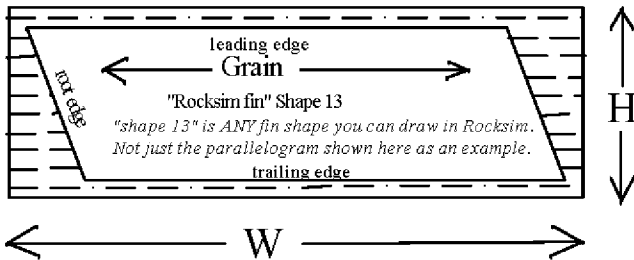 leading edge
Grain
root edge
"Rocksim fin" Shape 13
"shape 13" is ANY fin shape you can draw in Rocksim.
Not just the parallelogram shown here as an example.
trailing edge
H
W